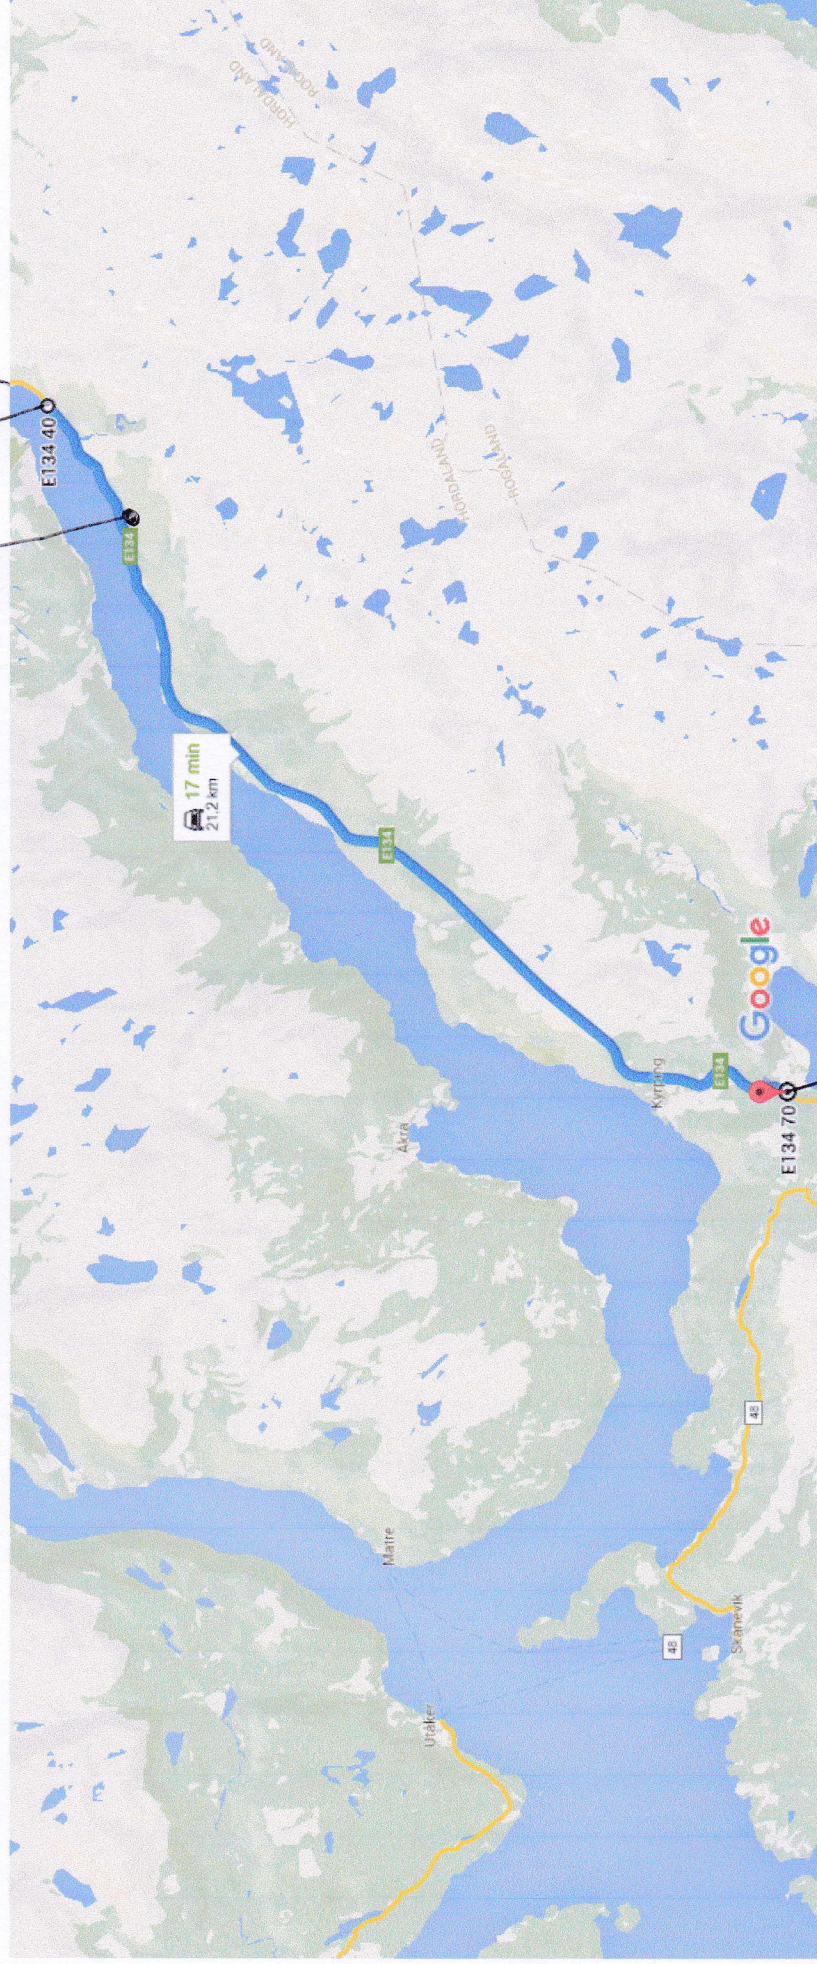 HORDALAND
ROGALAND
E134 40
E134
17 min
21,2 km
E134
HORDALAND
ROGALAND
Google
Kyrping
E134
E134 70
Åkra
48
Matre
48
Skånevik
Utåker